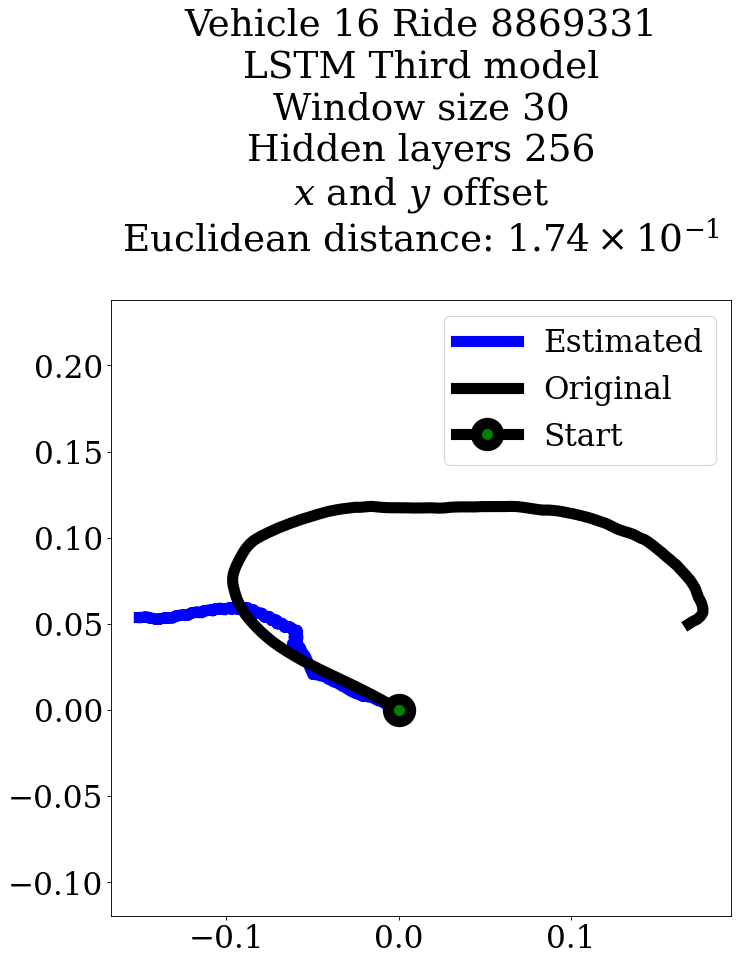 Vehicle 16 Ride 8869331
LSTM Third model
Window size 30
Hidden layers 256
x and y offset
Euclidean distance: 1.74 × 10⁻¹
Estimated
Original
Start
0.20
0.15
0.10
0.05
0.00
−0.05
−0.10
−0.1 0.0 0.1